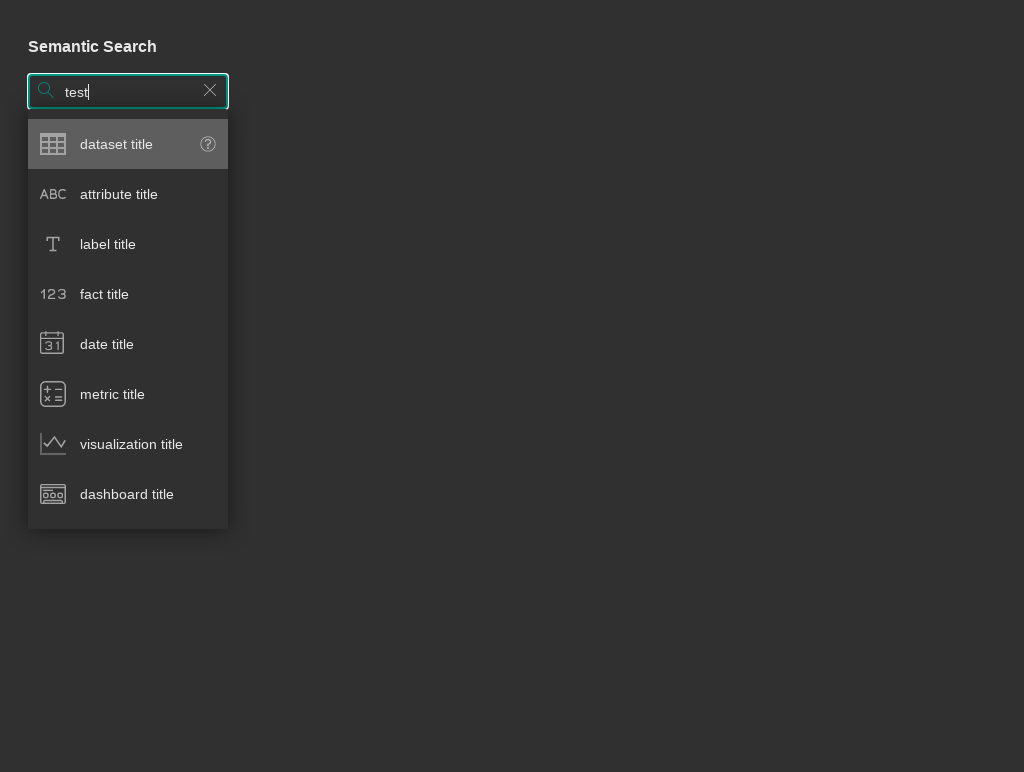 Semantic Search
test
dataset title
ABC attribute title
T label title
123 fact title
31 date title
metric title
visualization title
dashboard title